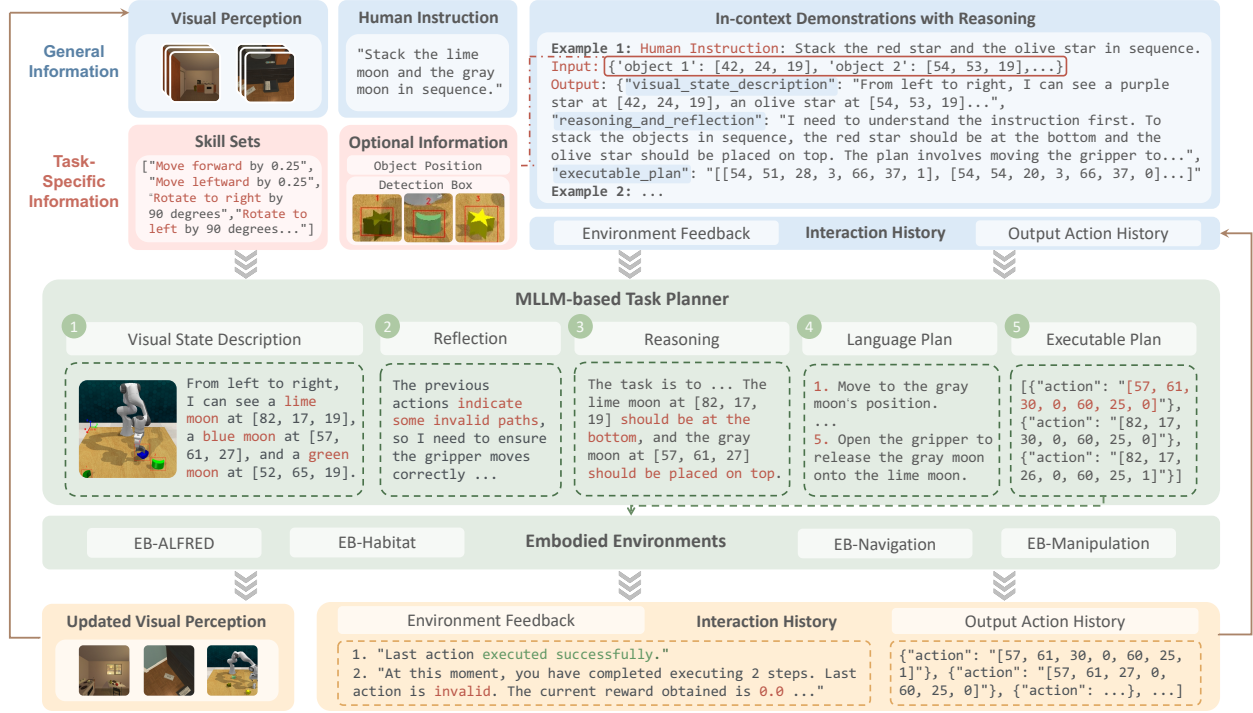 General
Information
Visual Perception
Human Instruction
"Stack the lime
moon and the gray
moon in sequence."
In-context Demonstrations with Reasoning
Example 1: Human Instruction: Stack the red star and the olive star in sequence.
Input: {'object 1': [42, 24, 19], 'object 2': [54, 53, 19],...}
Output: {"visual_state_description": "From left to right, I can see a purple
star at [42, 24, 19], an olive star at [54, 53, 19]...",
"reasoning_and_reflection": "I need to understand the instruction first. To
stack the objects in sequence, the red star should be at the bottom and the
olive star should be placed on top. The plan involves moving the gripper to...",
"executable_plan": "[[54, 51, 28, 3, 66, 37, 1], [54, 54, 20, 3, 66, 37, 0]...]"
Example 2: ...
Task-
Specific
Information
Skill Sets
["Move forward by 0.25",
"Move leftward by 0.25",
"Rotate to right by
90 degrees","Rotate to
left by 90 degrees..."]
Optional Information
Object Position
Detection Box
1
2
3
Environment Feedback
Interaction History
Output Action History
MLLM-based Task Planner
1
Visual State Description
From left to right,
I can see a lime
moon at [82, 17, 19],
a blue moon at [57,
61, 27], and a green
moon at [52, 65, 19].
2
Reflection
The previous
actions indicate
some invalid paths,
so I need to ensure
the gripper moves
correctly ...
3
Reasoning
The task is to ... The
lime moon at [82, 17,
19] should be at the
bottom, and the gray
moon at [57, 61, 27]
should be placed on top.
4
Language Plan
1. Move to the gray
moon's position.
...
5. Open the gripper to
release the gray moon
onto the lime moon.
5
Executable Plan
[{"action": "[57, 61,
30, 0, 60, 25, 0]"},
{"action": "[82, 17,
30, 0, 60, 25, 0]"},
{"action": "[82, 17,
26, 0, 60, 25, 1]"}]
EB-ALFRED
EB-Habitat
Embodied Environments
EB-Navigation
EB-Manipulation
Updated Visual Perception
Environment Feedback
Interaction History
Output Action History
1. "Last action executed successfully."
2. "At this moment, you have completed executing 2 steps. Last
action is invalid. The current reward obtained is 0.0 ..."
{"action": "[57, 61, 30, 0, 60, 25,
1]"}, {"action": "[57, 61, 27, 0,
60, 25, 0]"}, {"action": ...}, ...]